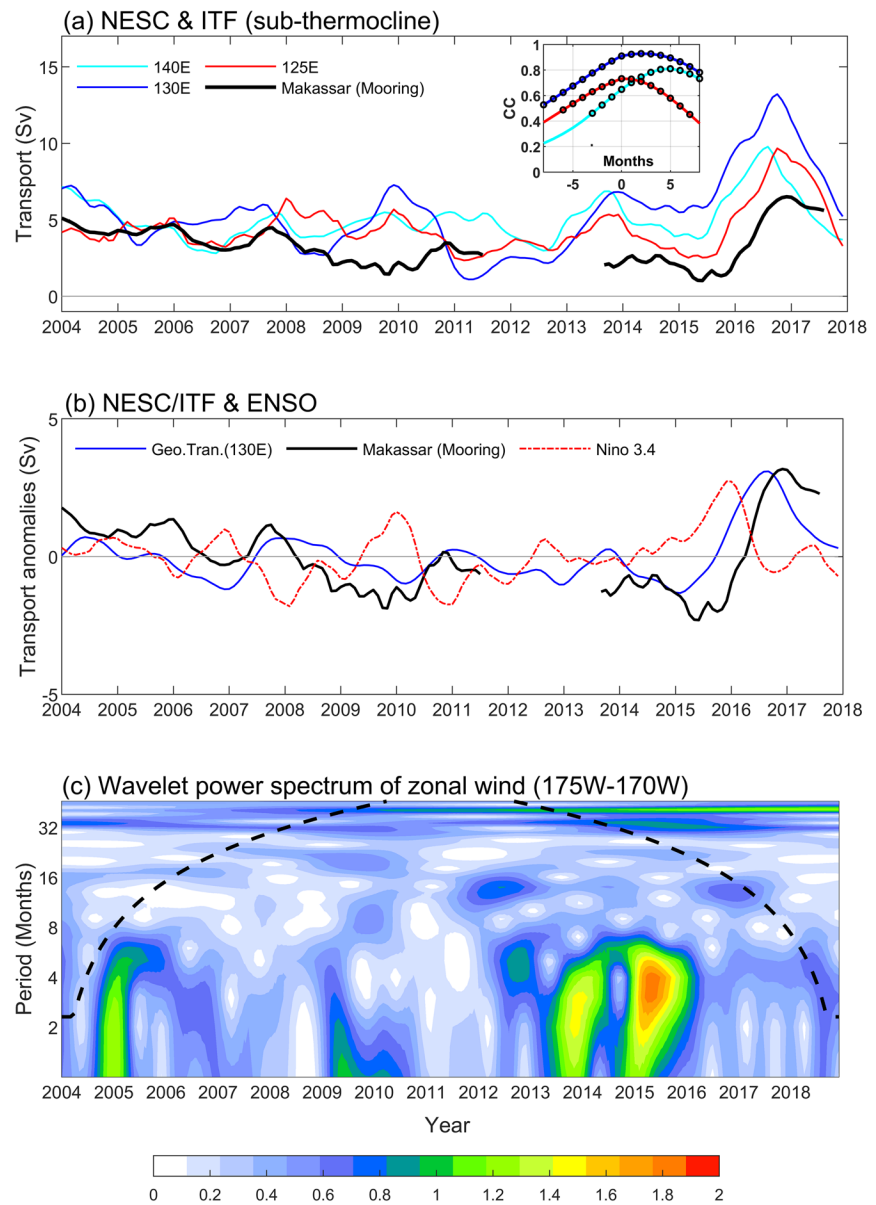 (a) NESC & ITF (sub-thermocline)
Transport (Sv)
15
10
5
0
140E
125E
130E
Makassar (Mooring)
CC
1
0.8
0.6
0.4
0.2
0
-5 0 5
Months
2004 2005 2006 2007 2008 2009 2010 2011 2012 2013 2014 2015 2016 2017 2018
(b) NESC/ITF & ENSO
Transport anomalies (Sv)
5
0
-5
Geo.Tran.(130E)
Makassar (Mooring)
Nino 3.4
2004 2005 2006 2007 2008 2009 2010 2011 2012 2013 2014 2015 2016 2017 2018
(c) Wavelet power spectrum of zonal wind (175W-170W)
Period (Months)
32
16
8
4
2
2004 2005 2006 2007 2008 2009 2010 2011 2012 2013 2014 2015 2016 2017 2018
Year
0 0.2 0.4 0.6 0.8 1 1.2 1.4 1.6 1.8 2